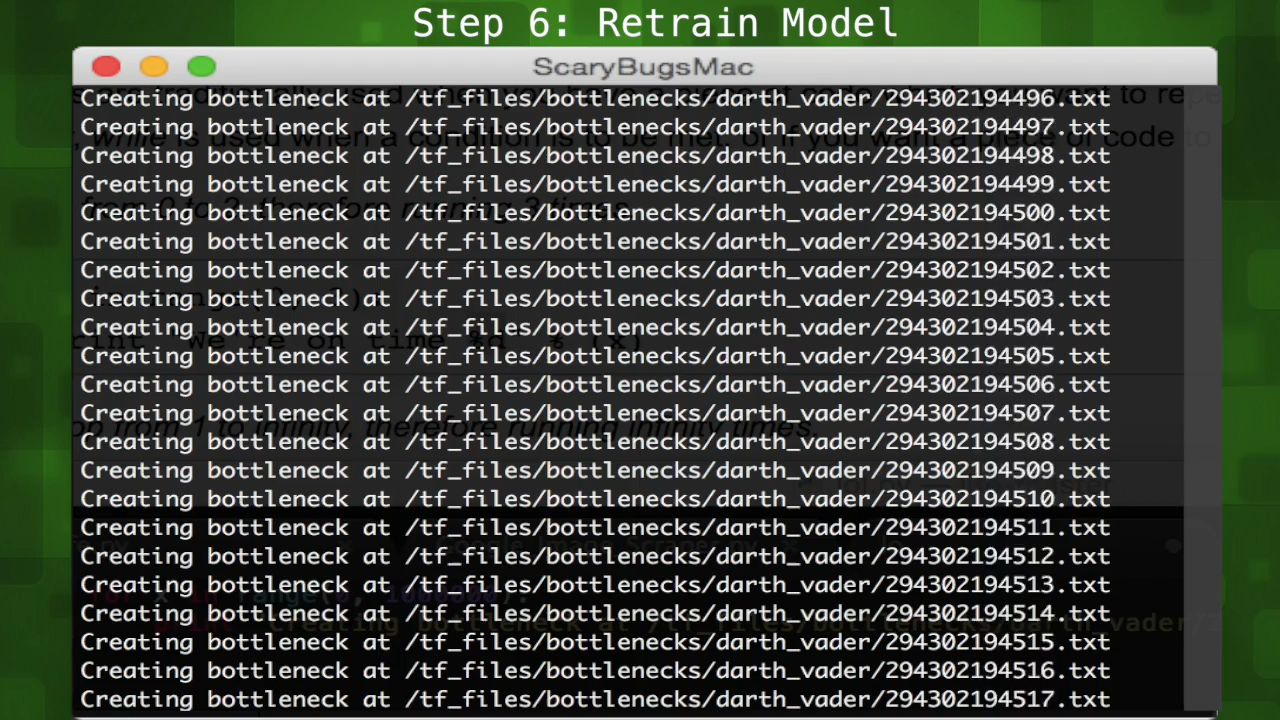 Step 6: Retrain Model
ScaryBugsMac
Creating bottleneck at /tf_files/bottlenecks/darth_vader/294302194496.txt
Creating bottleneck at /tf_files/bottlenecks/darth_vader/294302194497.txt
Creating bottleneck at /tf_files/bottlenecks/darth_vader/294302194498.txt
Creating bottleneck at /tf_files/bottlenecks/darth_vader/294302194499.txt
Creating bottleneck at /tf_files/bottlenecks/darth_vader/294302194500.txt
Creating bottleneck at /tf_files/bottlenecks/darth_vader/294302194501.txt
Creating bottleneck at /tf_files/bottlenecks/darth_vader/294302194502.txt
Creating bottleneck at /tf_files/bottlenecks/darth_vader/294302194503.txt
Creating bottleneck at /tf_files/bottlenecks/darth_vader/294302194504.txt
Creating bottleneck at /tf_files/bottlenecks/darth_vader/294302194505.txt
Creating bottleneck at /tf_files/bottlenecks/darth_vader/294302194506.txt
Creating bottleneck at /tf_files/bottlenecks/darth_vader/294302194507.txt
Creating bottleneck at /tf_files/bottlenecks/darth_vader/294302194508.txt
Creating bottleneck at /tf_files/bottlenecks/darth_vader/294302194509.txt
Creating bottleneck at /tf_files/bottlenecks/darth_vader/294302194510.txt
Creating bottleneck at /tf_files/bottlenecks/darth_vader/294302194511.txt
Creating bottleneck at /tf_files/bottlenecks/darth_vader/294302194512.txt
Creating bottleneck at /tf_files/bottlenecks/darth_vader/294302194513.txt
Creating bottleneck at /tf_files/bottlenecks/darth_vader/294302194514.txt
Creating bottleneck at /tf_files/bottlenecks/darth_vader/294302194515.txt
Creating bottleneck at /tf_files/bottlenecks/darth_vader/294302194516.txt
Creating bottleneck at /tf_files/bottlenecks/darth_vader/294302194517.txt